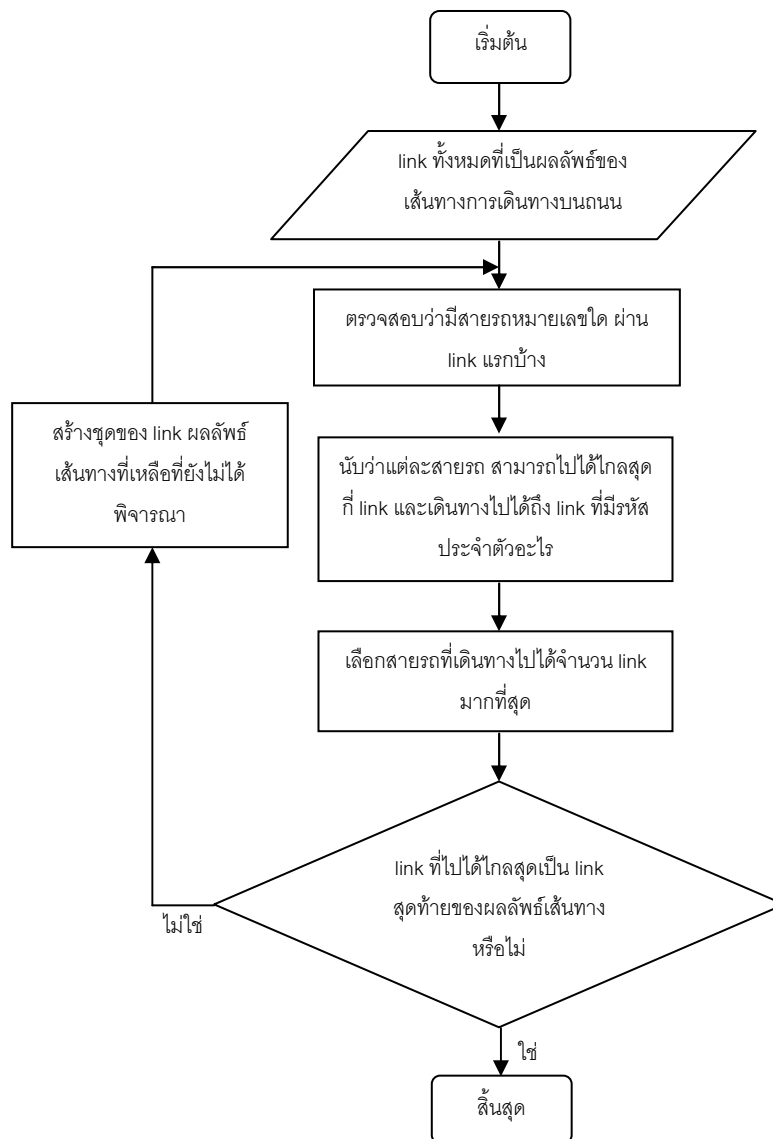 เริ่มต้น
link ทั้งหมดที่เป็นผลลัพธ์ของ
เส้นทางการเดินทางบนถนน
ตรวจสอบว่ามีสายรถหมายเลขใด ผ่าน
link แรกบ้าง
สร้างชุดของ link ผลลัพธ์
เส้นทางที่เหลือที่ยังไม่ได้
พิจารณา
นับว่าแต่ละสายรถ สามารถไปได้ไกลสุด
กี่ link และเดินทางไปได้ถึง link ที่มีรหัส
ประจำตัวอะไร
เลือกสายรถที่เดินทางไปได้จำนวน link
มากที่สุด
link ที่ไปได้ไกลสุดเป็น link
สุดท้ายของผลลัพธ์เส้นทาง
หรือไม่
ไม่ใช่
ใช่
สิ้นสุด